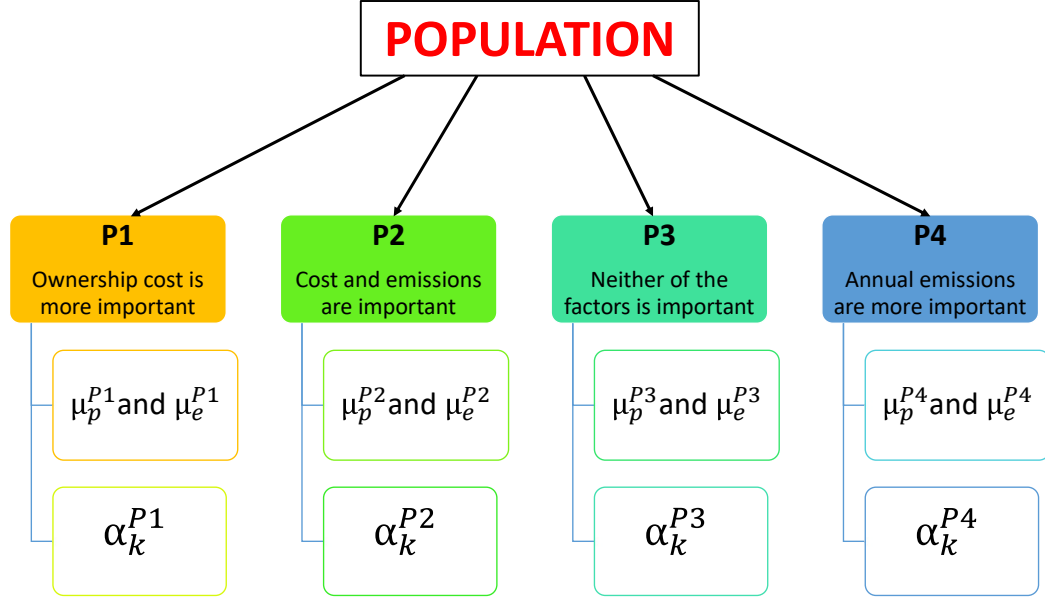 POPULATION
P1
Ownership cost is
more important
P2
Cost and emissions
are important
P3
Neither of the
factors is important
P4
Annual emissions
are more important
μ_p^{P1} and μ_e^{P1}
μ_p^{P2} and μ_e^{P2}
μ_p^{P3} and μ_e^{P3}
μ_p^{P4} and μ_e^{P4}
α_k^{P1}
α_k^{P2}
α_k^{P3}
α_k^{P4}